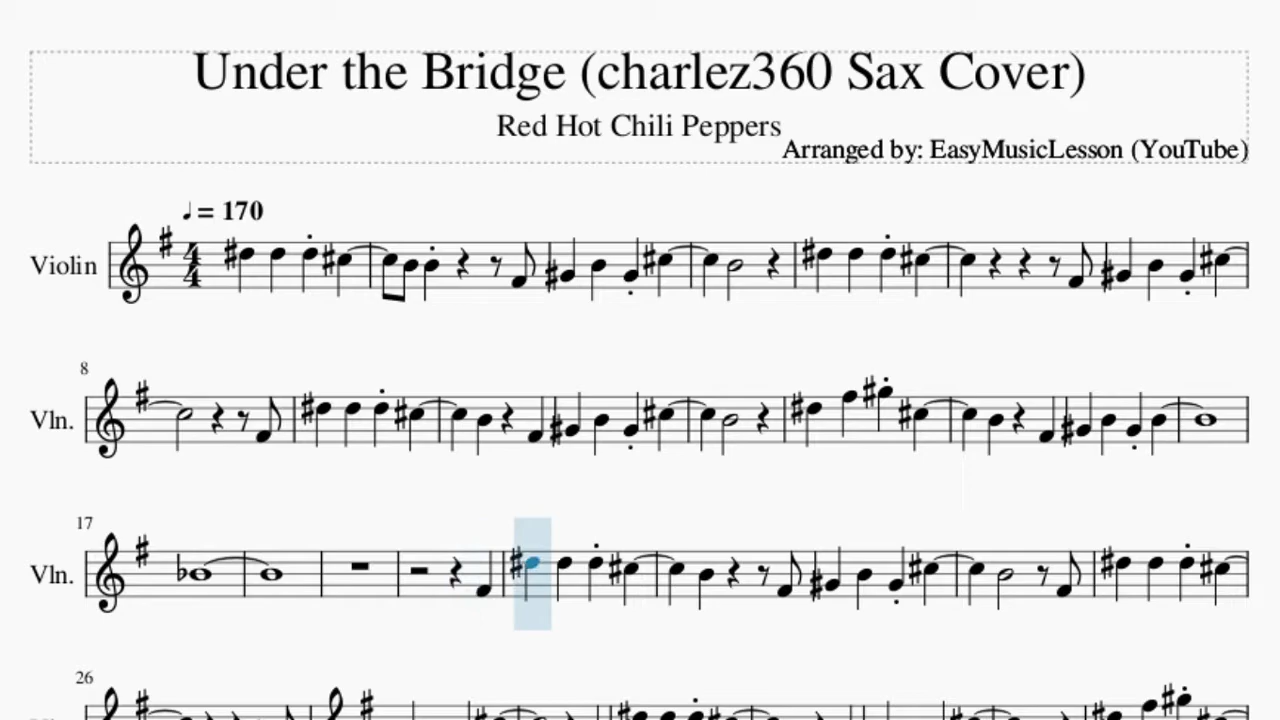 Under the Bridge (charlez360 Sax Cover)
Red Hot Chili Peppers
Arranged by: EasyMusicLesson (YouTube)
♩ = 170
Violin
8
Vln.
17
Vln.
26